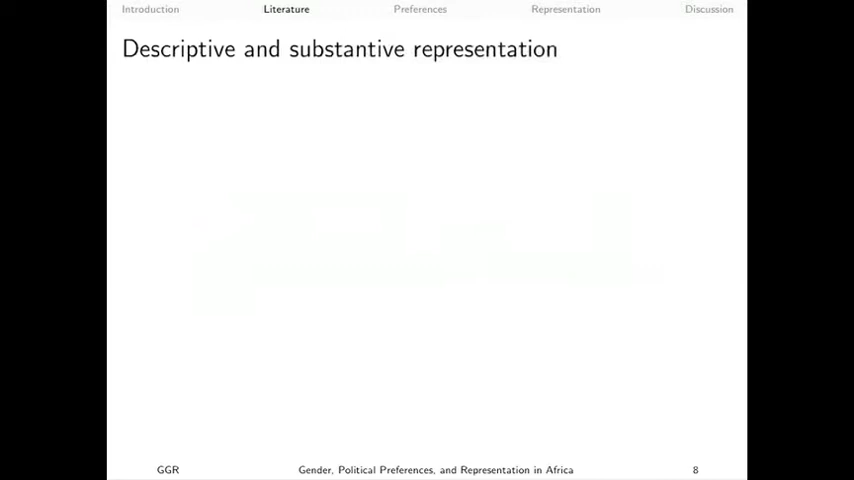 Introduction Literature Preferences Representation Discussion
Descriptive and substantive representation
GGR Gender, Political Preferences, and Representation in Africa 8